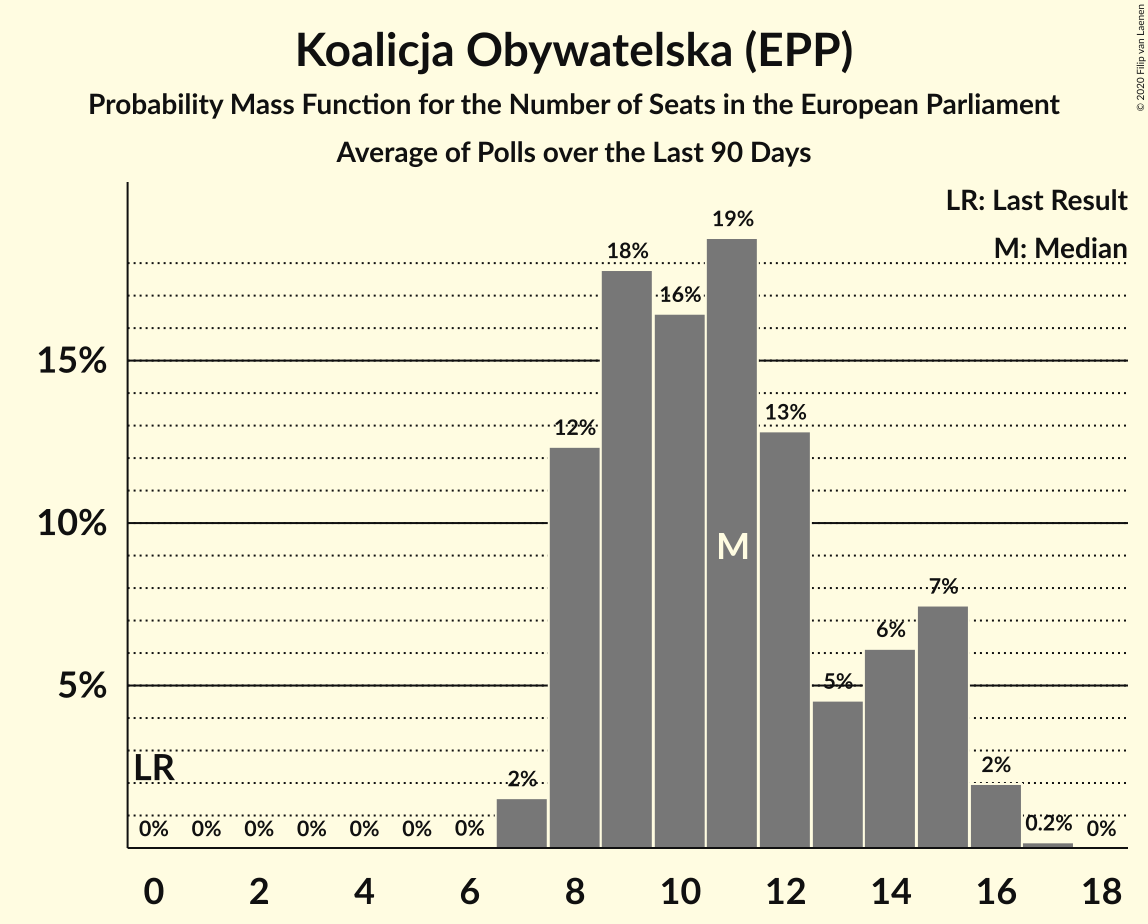 Koalicja Obywatelska (EPP)
Probability Mass Function for the Number of Seats in the European Parliament
Average of Polls over the Last 90 Days
© 2020 Filip van Laenen
LR: Last Result
M: Median
19%
18%
16%
15%
13%
12%
10%
M
7%
6%
5%
5%
LR
2%
2%
0% 0% 0% 0% 0% 0% 0% 0.2% 0%
0 2 4 6 8 10 12 14 16 18